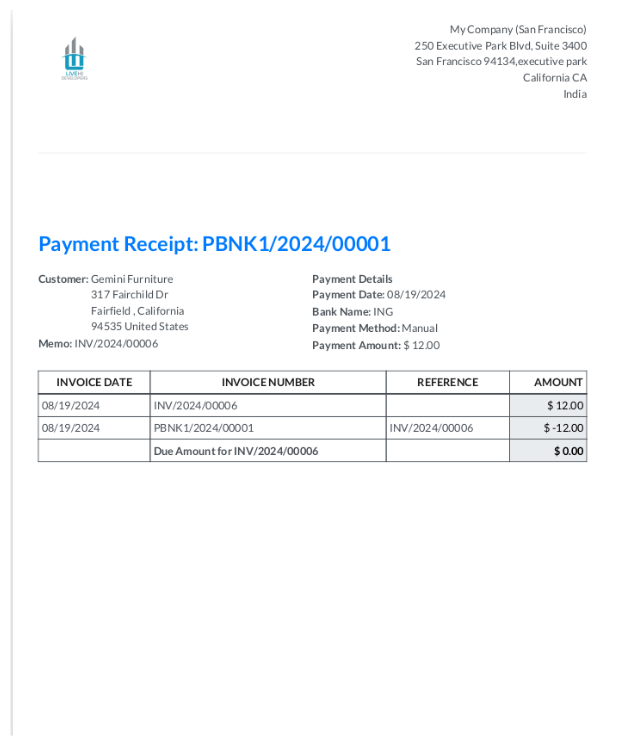 LIVEHI
DEVELOPERS
My Company (San Francisco)
250 Executive Park Blvd, Suite 3400
San Francisco 94134,executive park
California CA
India
Payment Receipt: PBNK1/2024/00001
Customer: Gemini Furniture
317 Fairchild Dr
Fairfield , California
94535 United States
Memo: INV/2024/00006
Payment Details
Payment Date: 08/19/2024
Bank Name: ING
Payment Method: Manual
Payment Amount: $ 12.00
INVOICE DATE INVOICE NUMBER REFERENCE AMOUNT
08/19/2024 INV/2024/00006 $ 12.00
08/19/2024 PBNK1/2024/00001 INV/2024/00006 $ -12.00
Due Amount for INV/2024/00006 $ 0.00